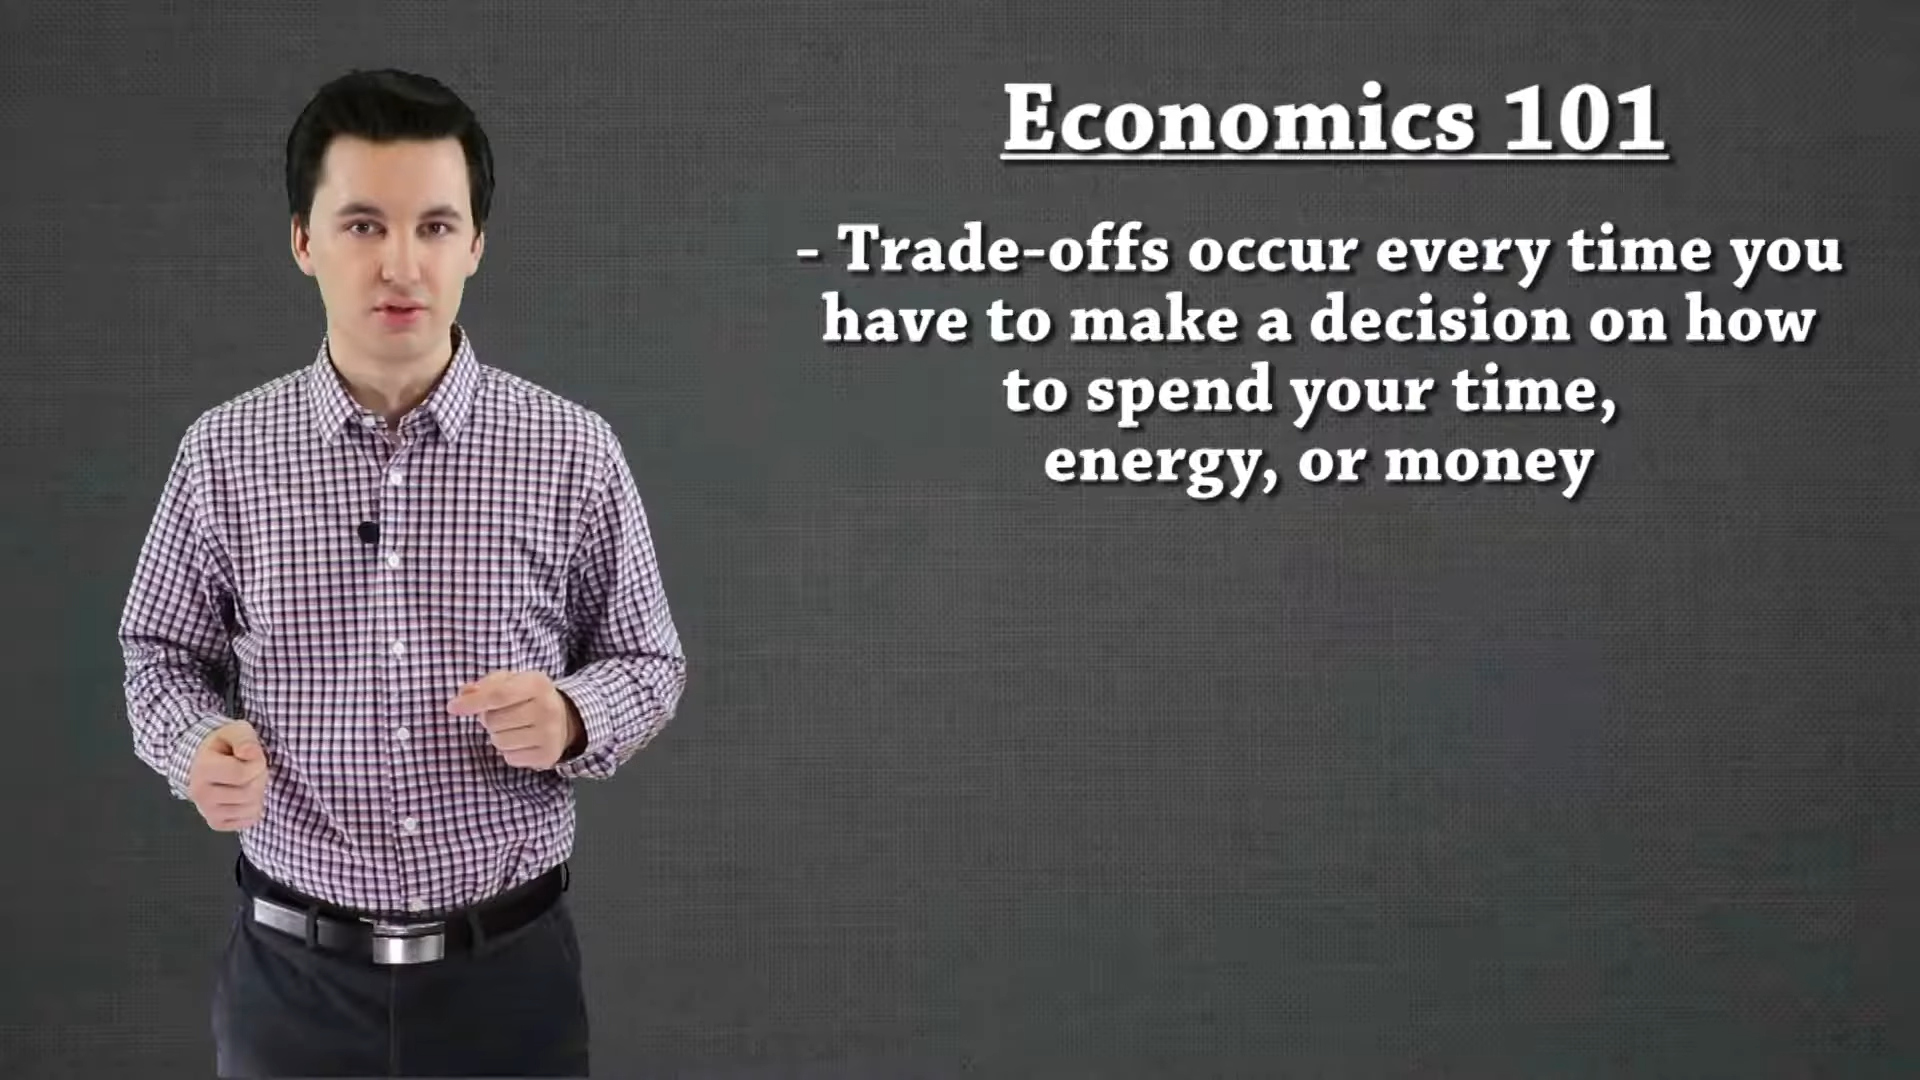 Economics 101
- Trade-offs occur every time you
have to make a decision on how
to spend your time,
energy, or money